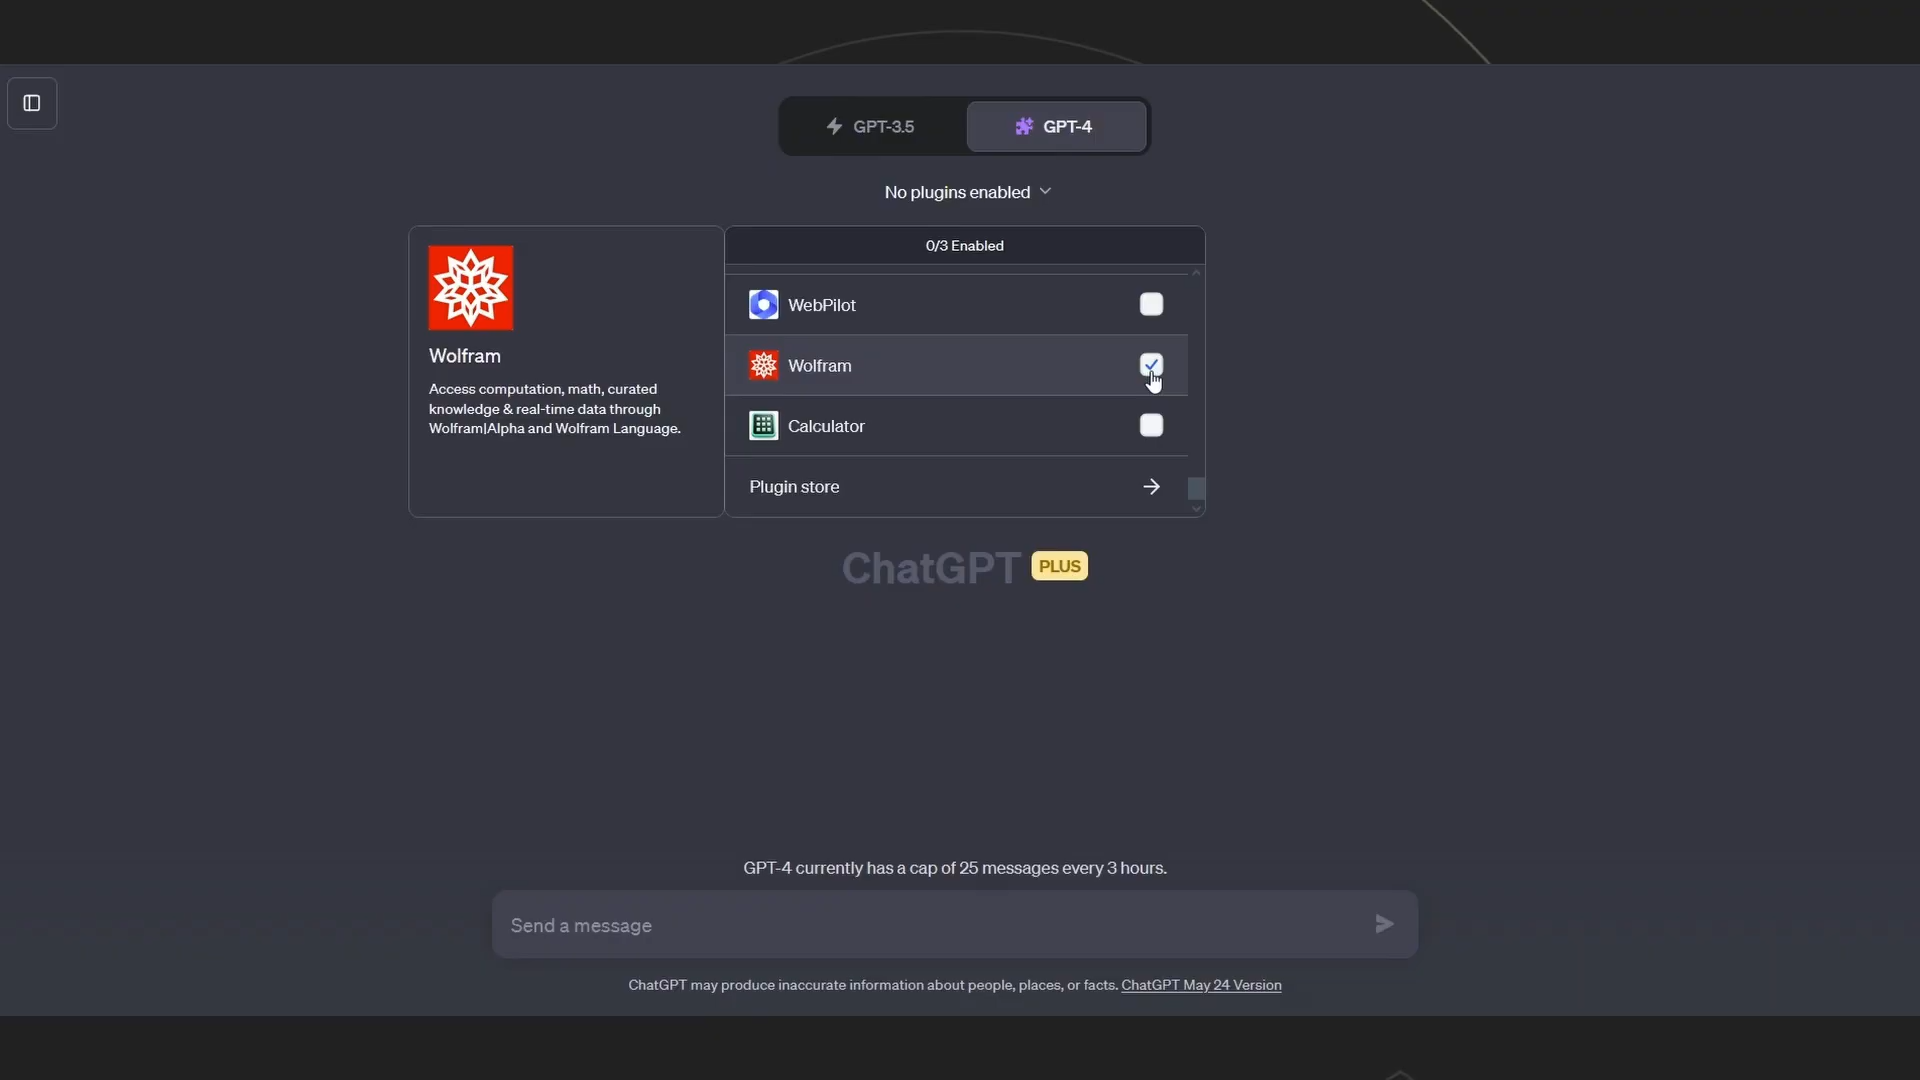 GPT-3.5
GPT-4
No plugins enabled
0/3 Enabled
Wolfram
Access computation, math, curated
knowledge & real-time data through
Wolfram|Alpha and Wolfram Language.
WebPilot
Wolfram
Calculator
Plugin store
ChatGPT PLUS
GPT-4 currently has a cap of 25 messages every 3 hours.
Send a message
ChatGPT may produce inaccurate information about people, places, or facts. ChatGPT May 24 Version